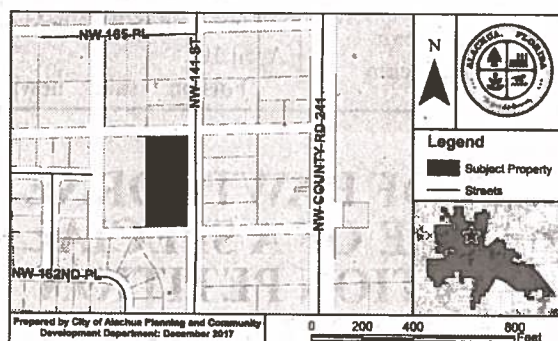 NW 165 PL
NW 141 ST
NW COUNTY RD 241
NW 162ND PL
N
ALACHUA, FLORIDA
Legend
Subject Property
Streets
Prepared by City of Alachua Planning and Community
Development Department: December 2017
0 200 400 800
Feet